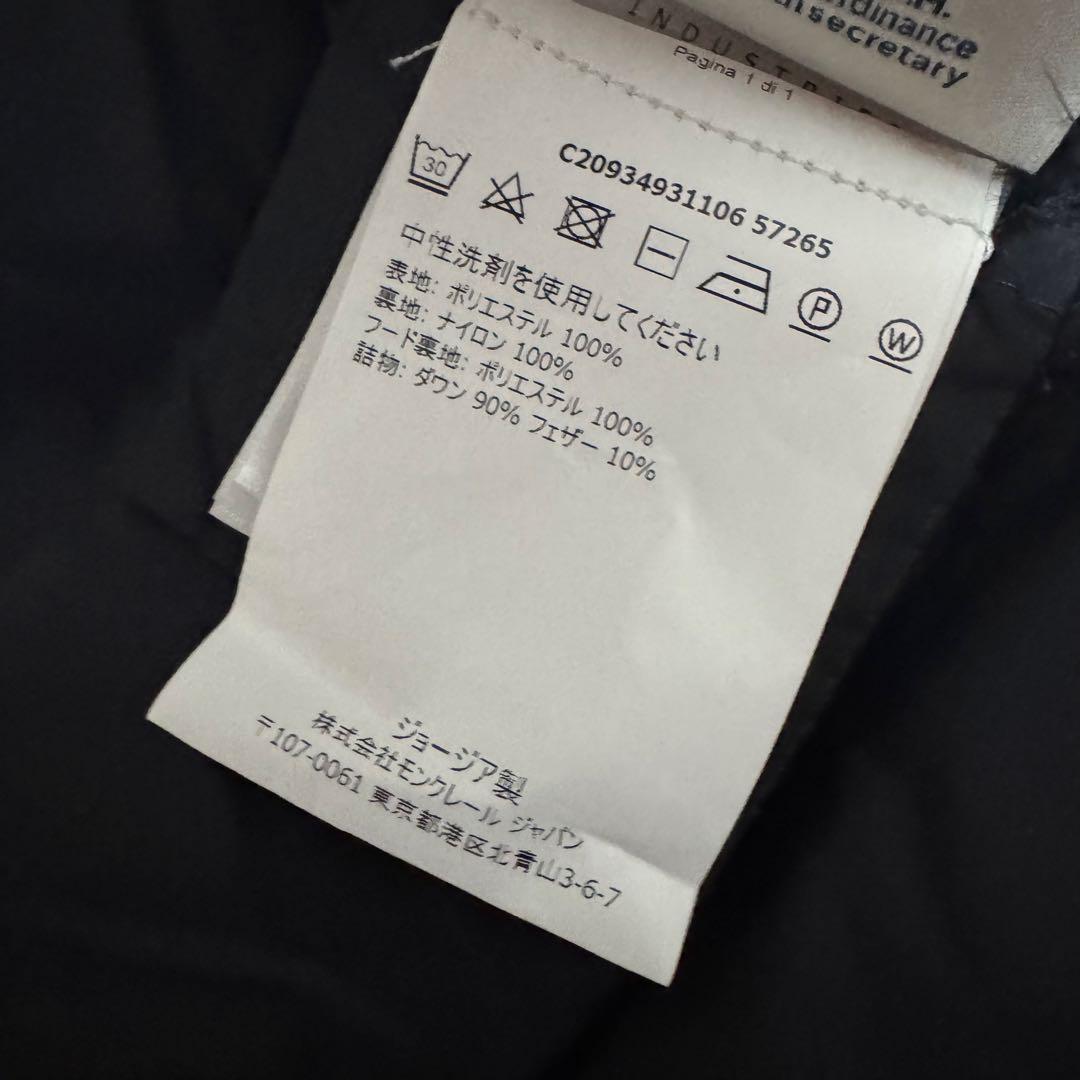 rdinance
secretary
INDUSTRIES
Pagina 1 di 1
C20934931106 57265
30
P
W
中性洗剤を使用してください
表地: ポリエステル 100%
裏地: ナイロン 100%
フード裏地: ポリエステル 100%
詰物: ダウン 90% フェザー 10%
ジョージア製
株式会社モンクレール ジャパン
〒107-0061 東京都港区北青山3-6-7